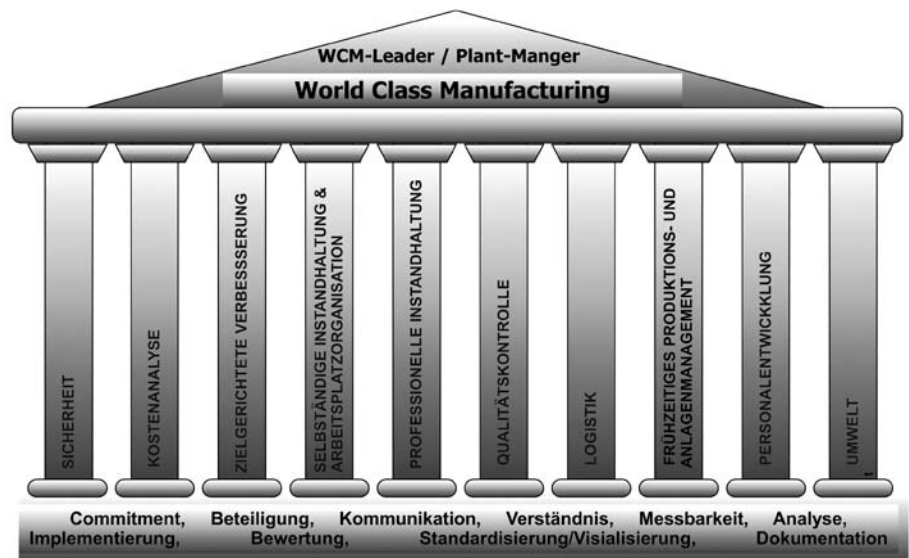 WCM-Leader / Plant-Manger
World Class Manufacturing
SICHERHEIT
KOSTENANALYSE
ZIELGERICHTETE VERBESSSERUNG
SELBSTÄNDIGE INSTANDHALTUNG &
ARBEITSPLATZORGANISATION
PROFESSIONELLE INSTANDHALTUNG
QUALITÄTSKONTROLLE
LOGISTIK
FRÜHZEITIGES PRODUKTIONS- UND
ANLAGENMANAGEMENT
PERSONALENTWICKLUNG
UMWELT
Commitment, Beteiligung, Kommunikation, Verständnis, Messbarkeit, Analyse,
Implementierung, Bewertung, Standardisierung/Visialisierung, Dokumentation